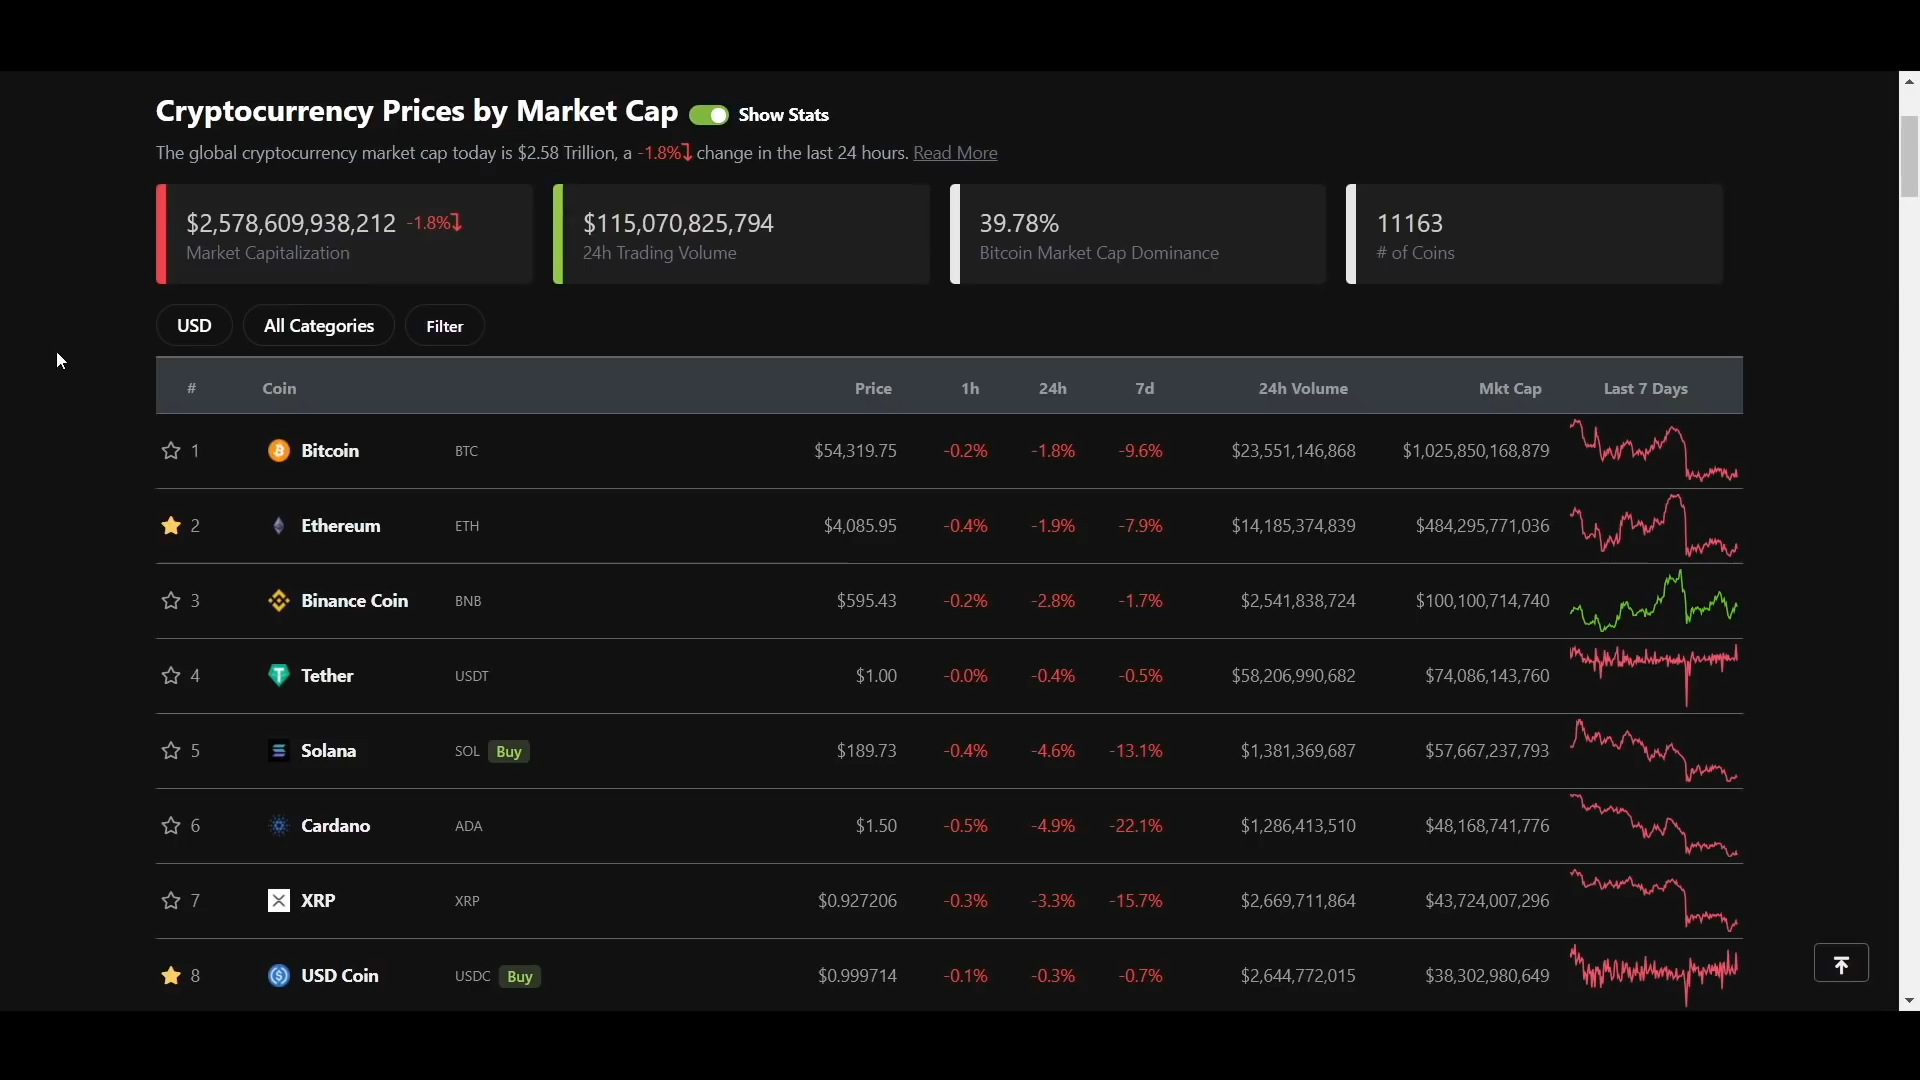 Cryptocurrency Prices by Market Cap Show Stats
The global cryptocurrency market cap today is $2.58 Trillion, a -1.8% change in the last 24 hours. Read More
$2,578,609,938,212 -1.8% $115,070,825,794 39.78% 11163
Market Capitalization 24h Trading Volume Bitcoin Market Cap Dominance # of Coins
USD All Categories Filter
# Coin Price 1h 24h 7d 24h Volume Mkt Cap Last 7 Days
1 Bitcoin BTC $54,319.75 -0.2% -1.8% -9.6% $23,551,146,868 $1,025,850,168,879
2 Ethereum ETH $4,085.95 -0.4% -1.9% -7.9% $14,185,374,839 $484,295,771,036
3 Binance Coin BNB $595.43 -0.2% -2.8% -1.7% $2,541,838,724 $100,100,714,740
4 Tether USDT $1.00 -0.0% -0.4% -0.5% $58,206,990,682 $74,086,143,760
5 Solana SOL Buy $189.73 -0.4% -4.6% -13.1% $1,381,369,687 $57,667,237,793
6 Cardano ADA $1.50 -0.5% -4.9% -22.1% $1,286,413,510 $48,168,741,776
7 XRP XRP $0.927206 -0.3% -3.3% -15.7% $2,669,711,864 $43,724,007,296
8 USD Coin USDC Buy $0.999714 -0.1% -0.3% -0.7% $2,644,772,015 $38,302,980,649